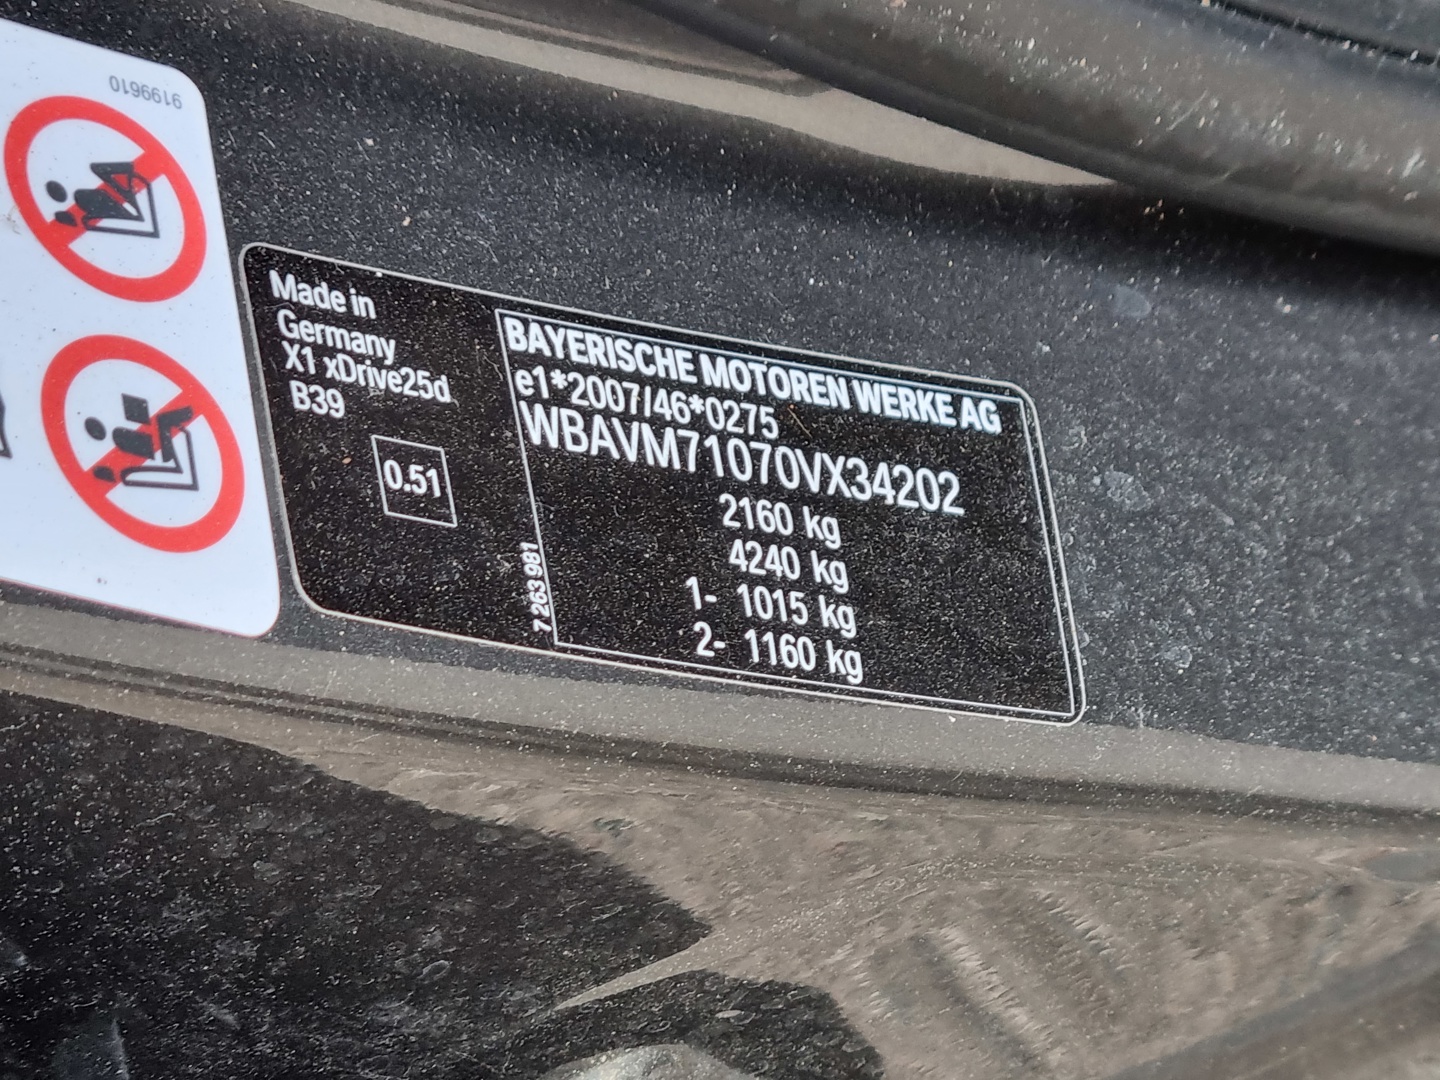 9199610
Made in
Germany
X1 xDrive25d
B39
0.51
BAYERISCHE MOTOREN WERKE AG
e1*2007/46*0275
WBAVM71070VX34202
2160 kg
4240 kg
1- 1015 kg
2- 1160 kg
7 263 981